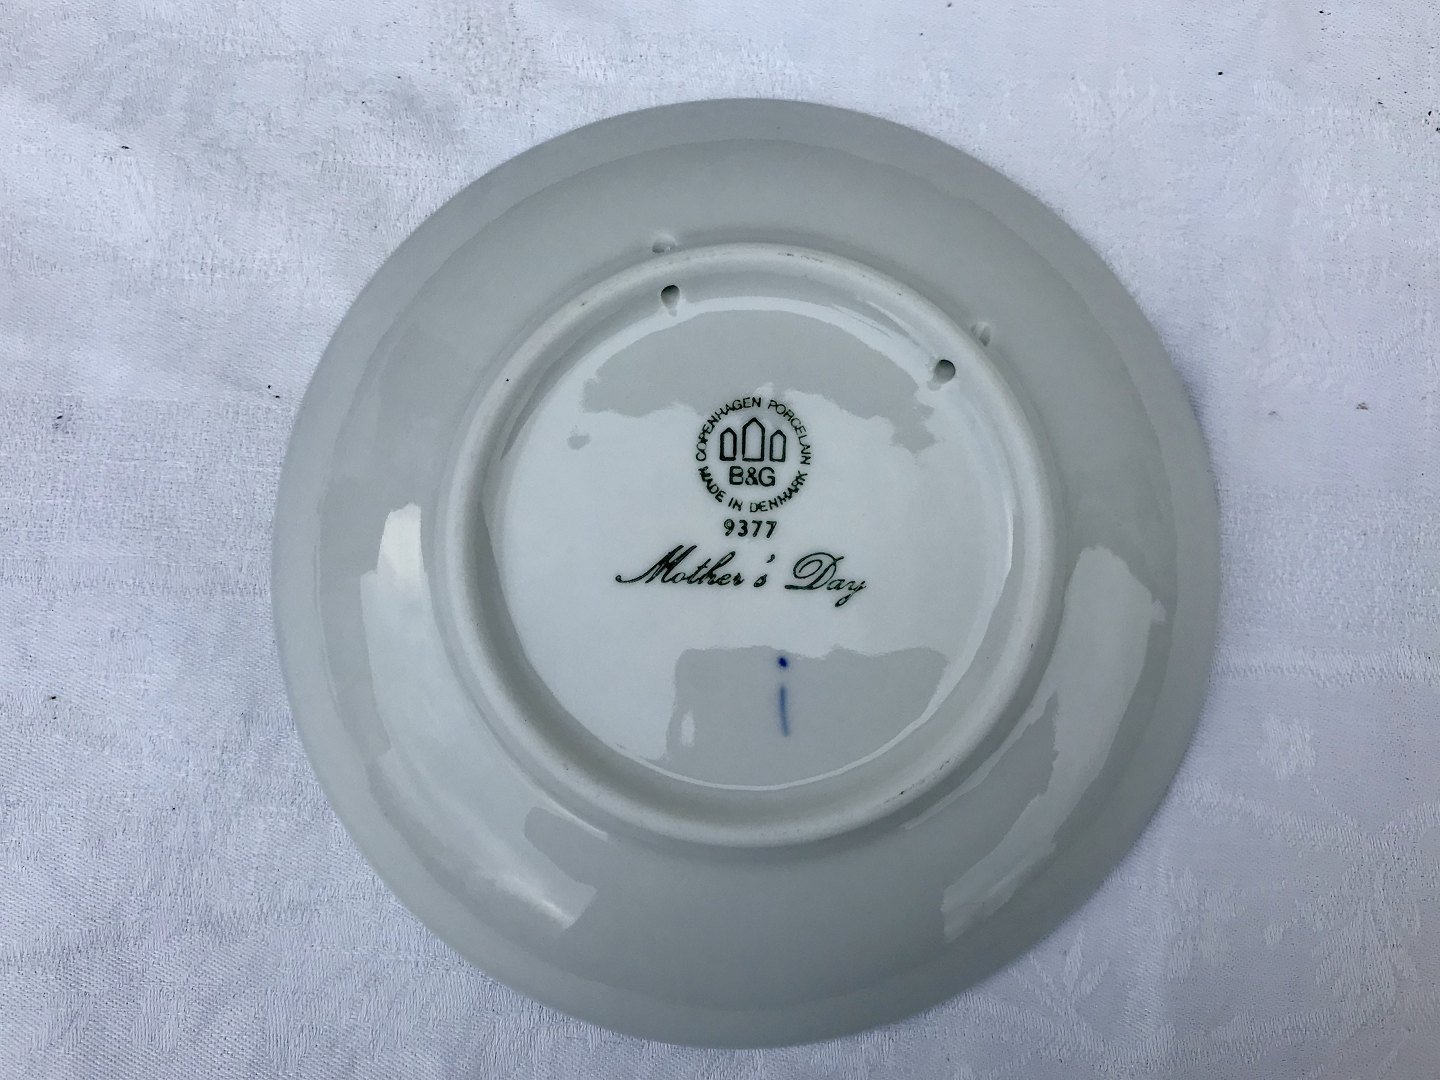 COPENHAGEN PORCELAIN
B&G
MADE IN DENMARK
9377
Mother's Day
i